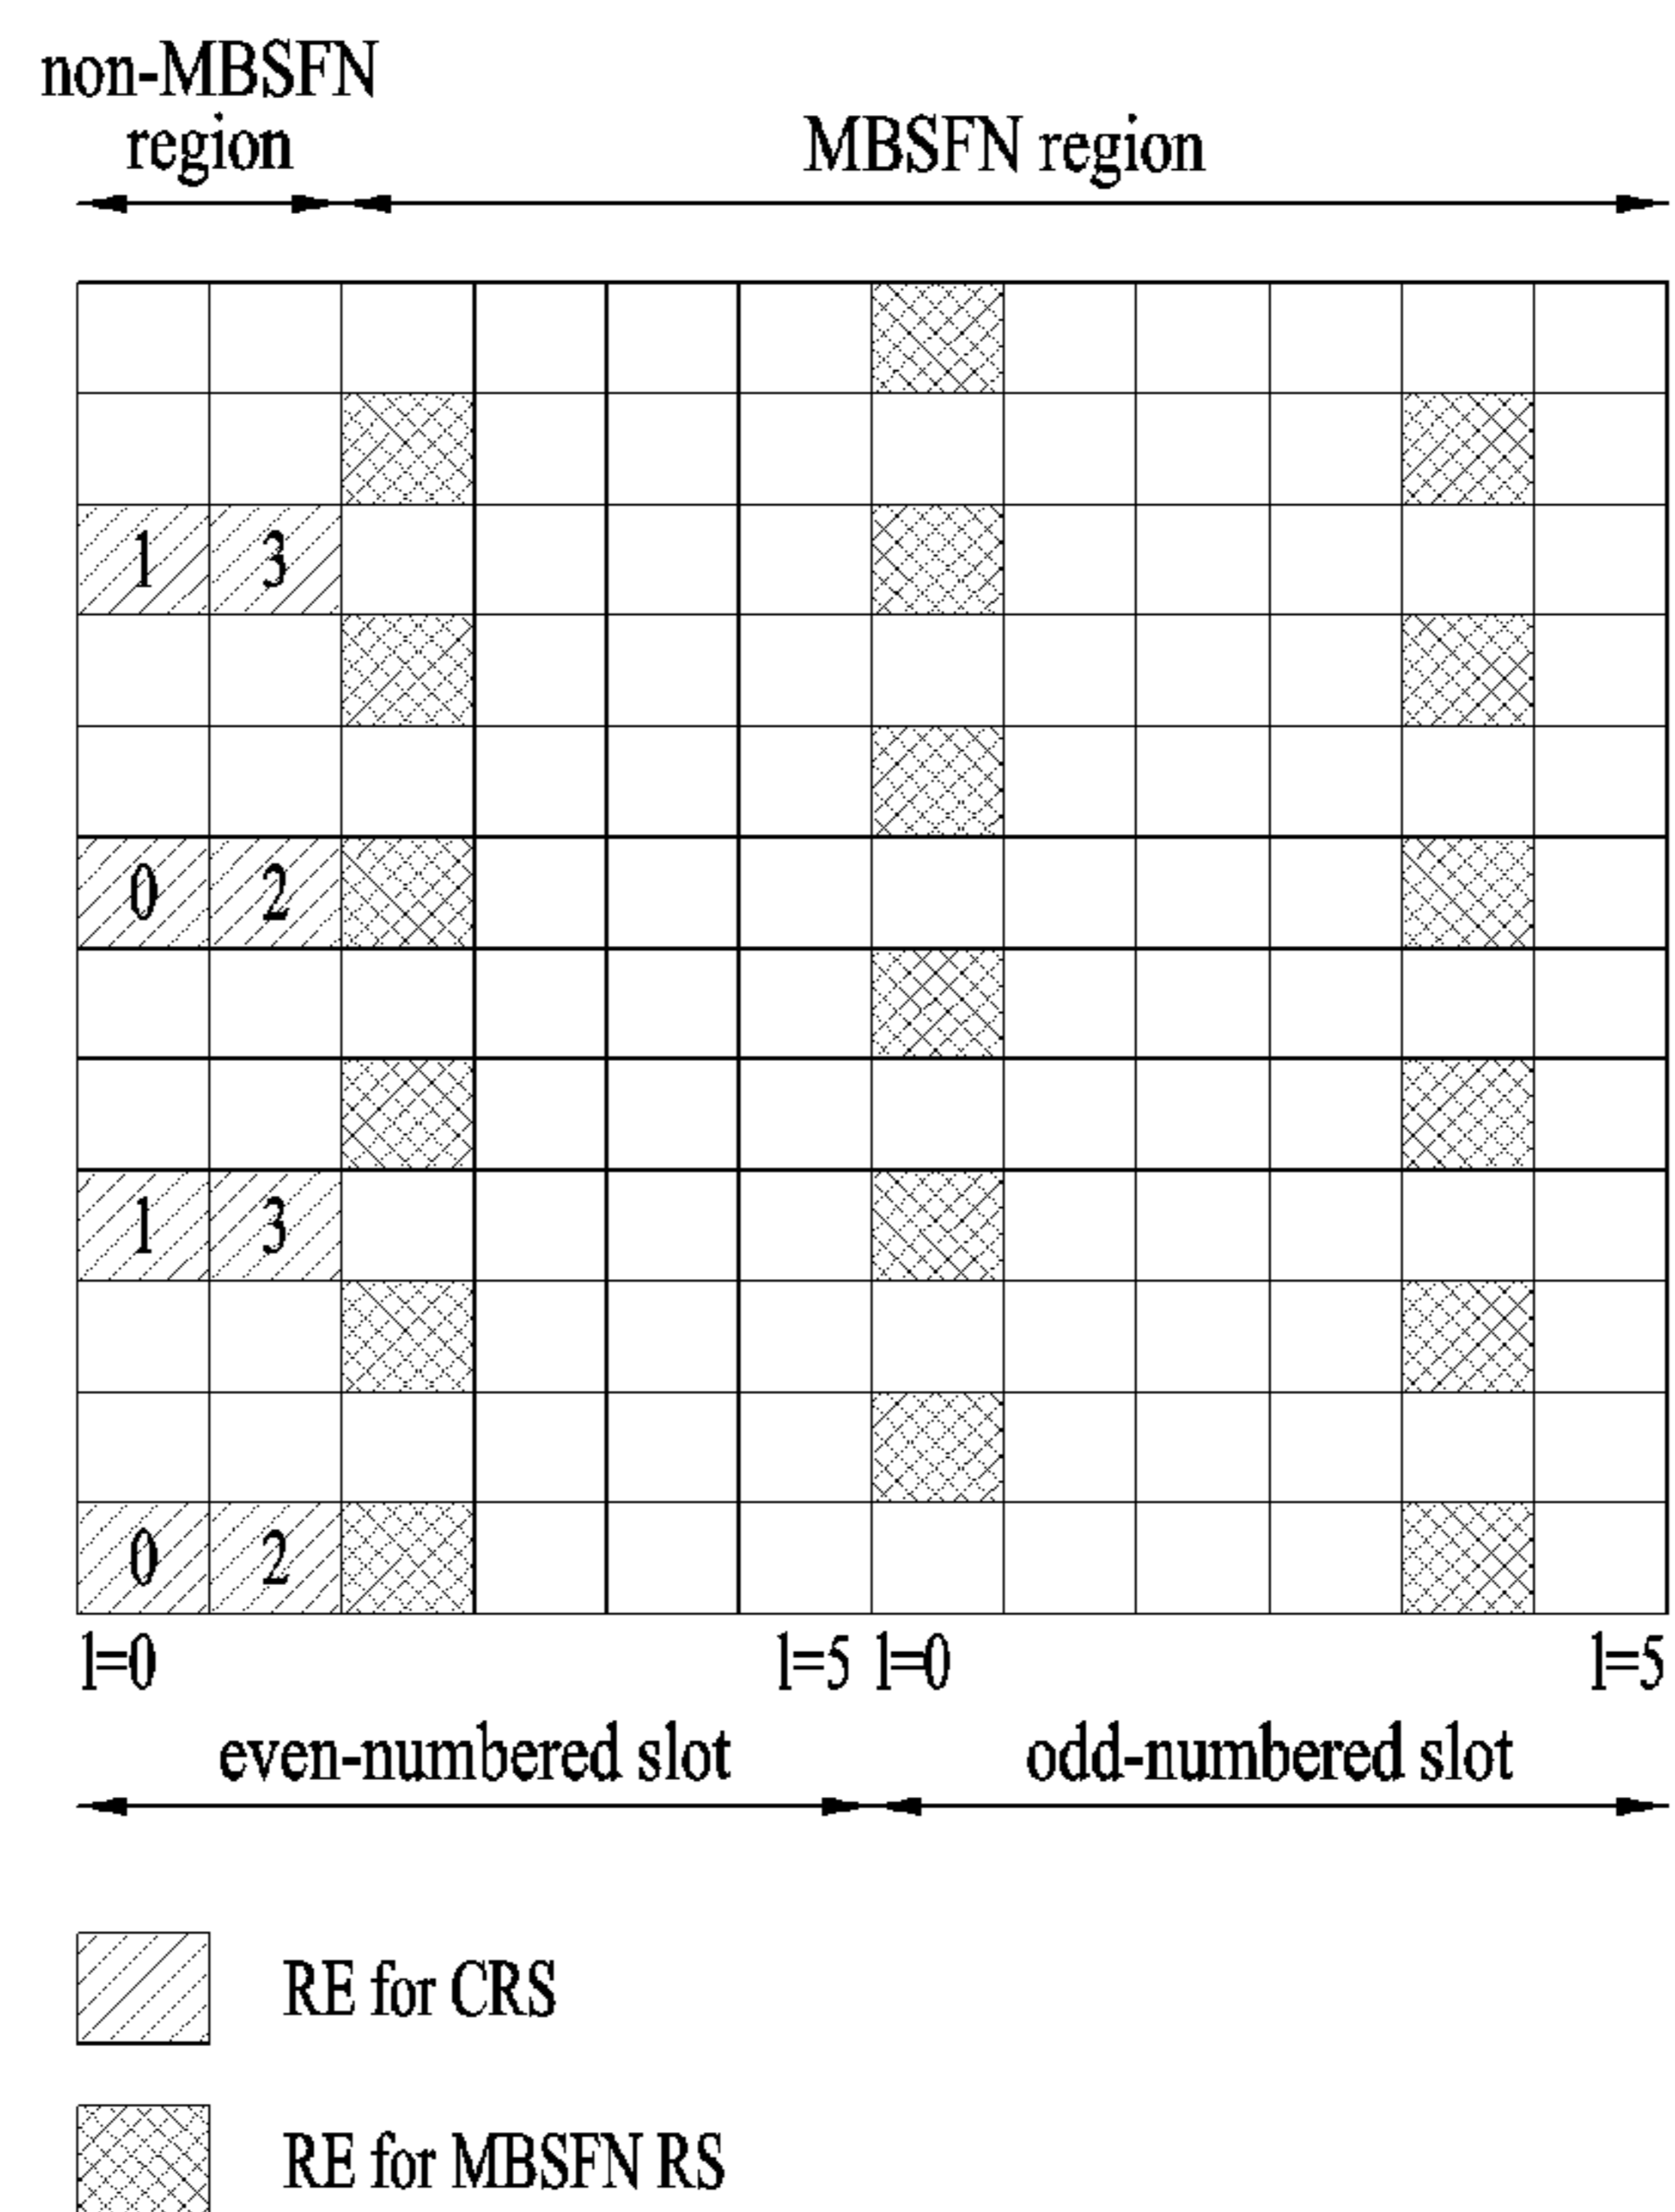 non-MBSFN
region
MBSFN region
1 3
0 2
1 3
0 2
l=0 l=5 l=0 l=5
even-numbered slot odd-numbered slot
RE for CRS
RE for MBSFN RS